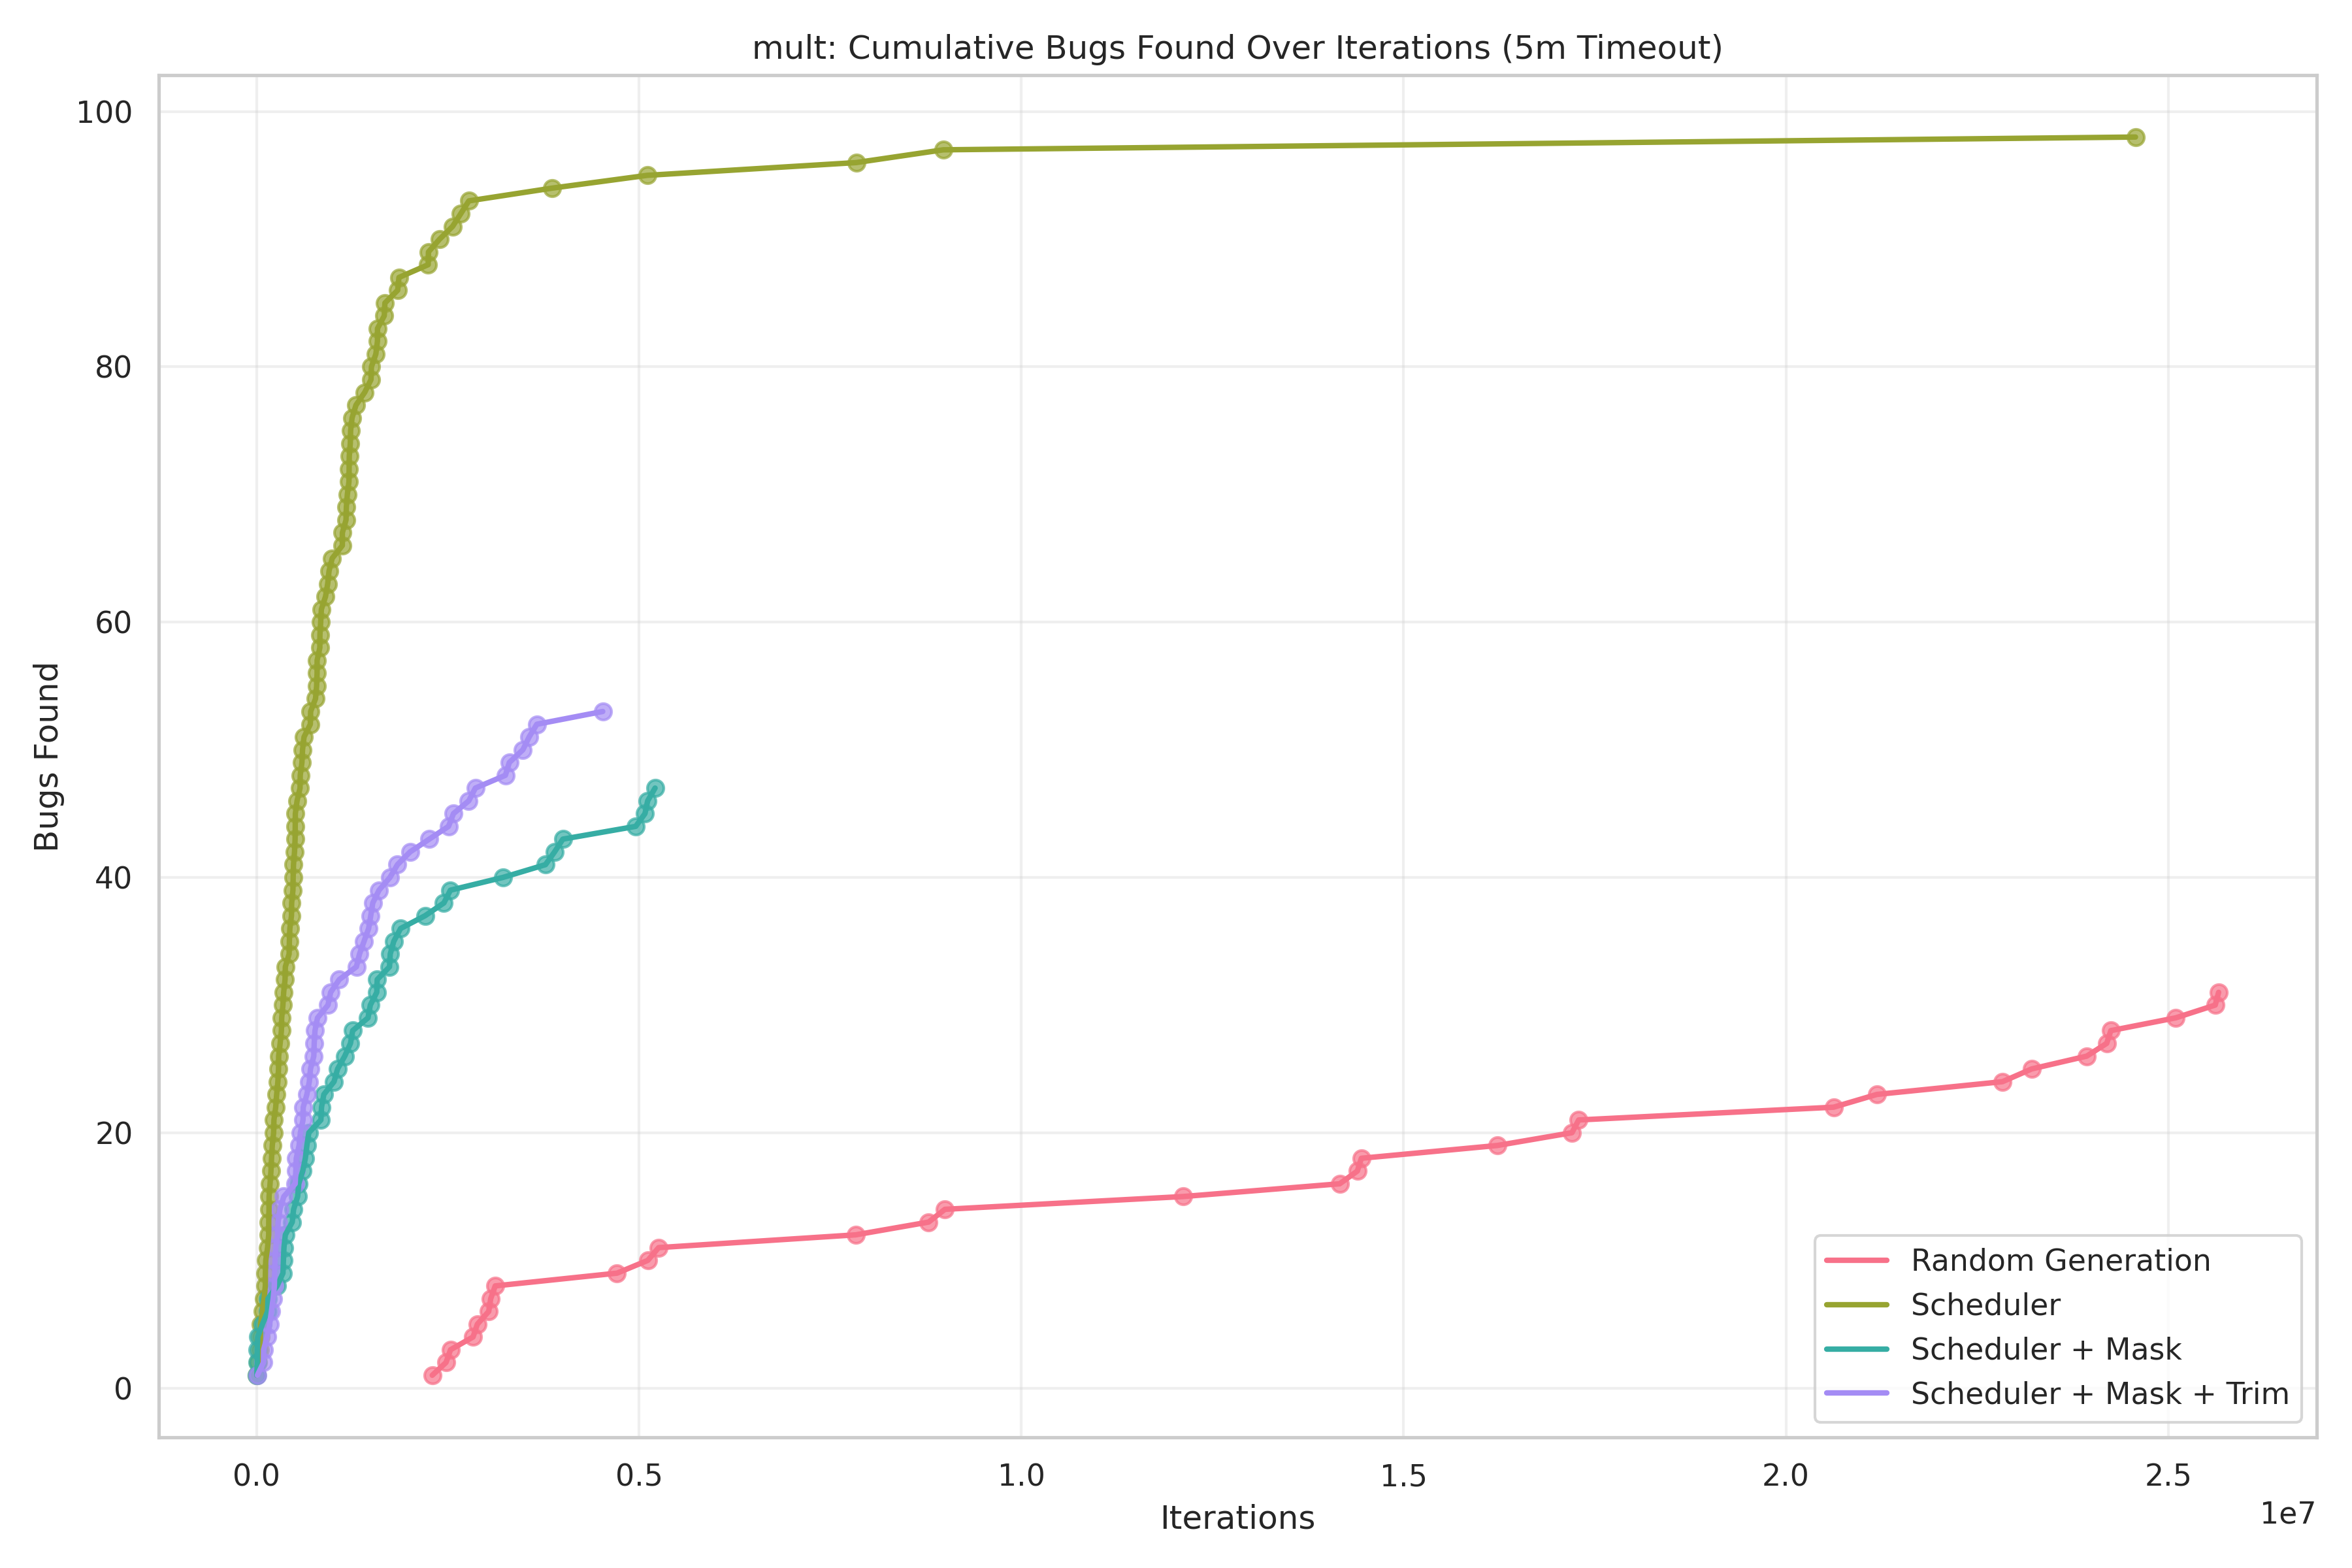 mult: Cumulative Bugs Found Over Iterations (5m Timeout)
100
80
60
40
20
0
Bugs Found
0.0 0.5 1.0 1.5 2.0 2.5
1e7
Iterations
Random Generation
Scheduler
Scheduler + Mask
Scheduler + Mask + Trim